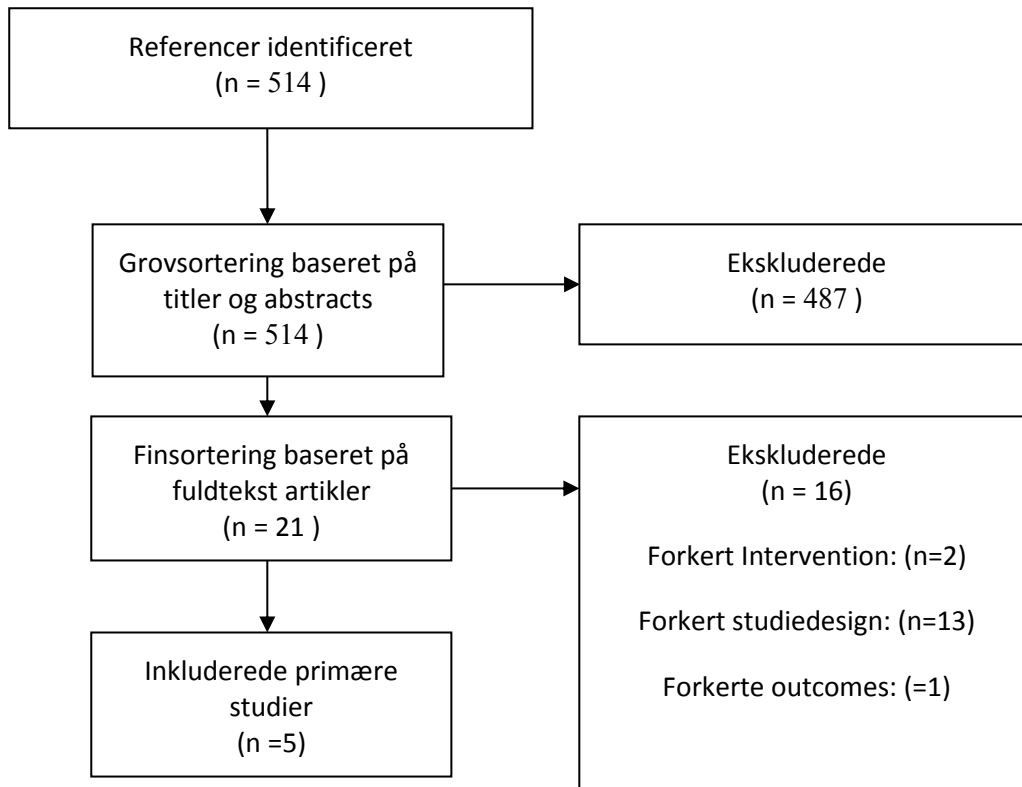 Referencer identificeret
(n = 514 )
Grovsortering baseret på
titler og abstracts
(n = 514 )
Ekskluderede
(n = 487 )
Finsortering baseret på
fuldtekst artikler
(n = 21 )
Ekskluderede
(n = 16)
Forkert Intervention: (n=2)
Forkert studiedesign: (n=13)
Forkerte outcomes: (=1)
Inkluderede primære
studier
(n =5)